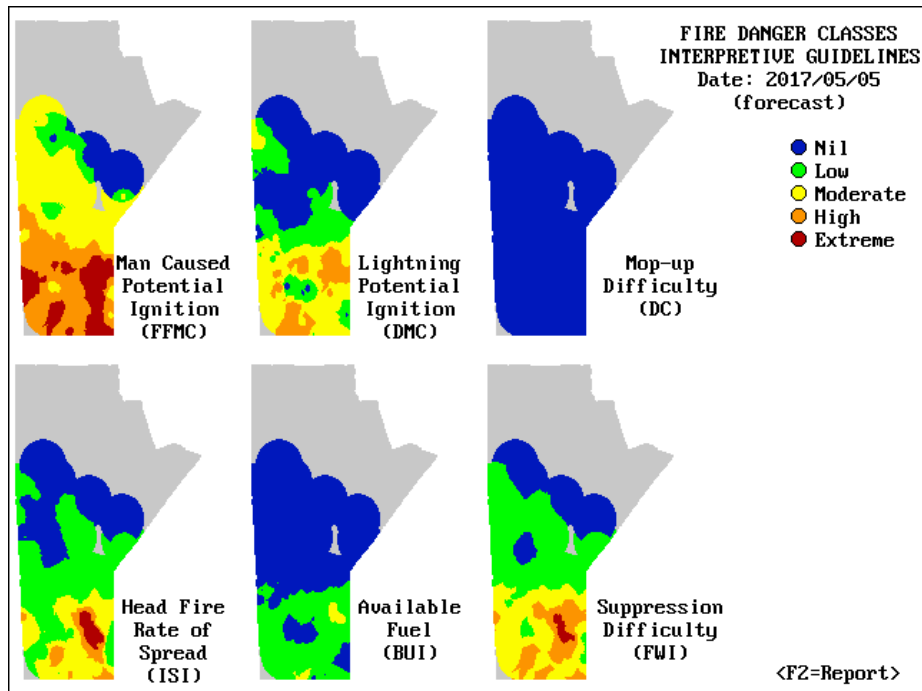 FIRE DANGER CLASSES
INTERPRETIVE GUIDELINES
Date: 2017/05/05
(forecast)
Nil
Low
Moderate
High
Extreme
Man Caused
Potential
Ignition
(FFMC)
Lightning
Potential
Ignition
(DMC)
Mop-up
Difficulty
(DC)
Head Fire
Rate of
Spread
(ISI)
Available
Fuel
(BUI)
Suppression
Difficulty
(FWI)
<F2=Report>